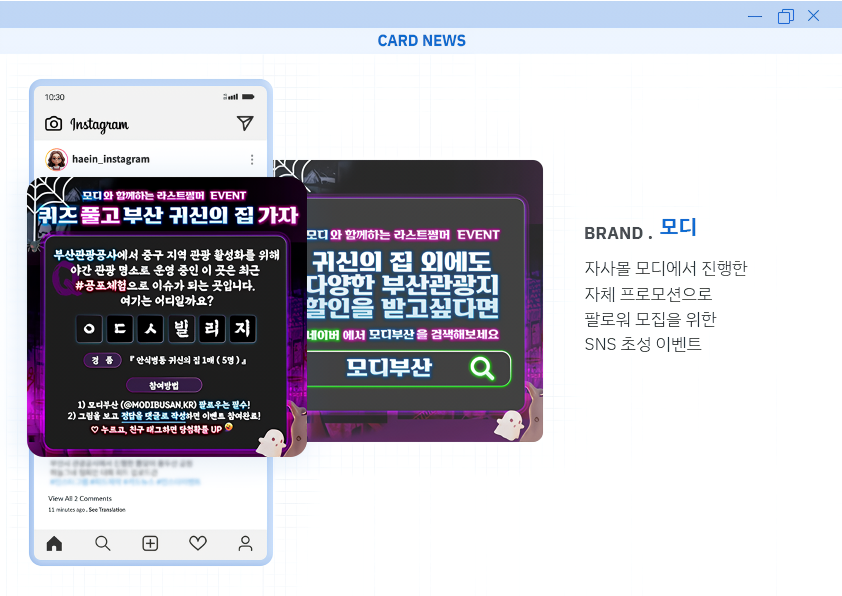 CARD NEWS
10:30
Instagram
haein_instagram
모디와 함께하는 라스트썸머 EVENT
퀴즈 풀고 부산 귀신의 집 가자
부산관광공사에서 중구 지역 관광 활성화를 위해
야간 관광 명소로 운영 중인 이 곳은 최근
#공포체험으로 이슈가 되는 곳입니다.
여기는 어디일까요?
Q
ㅇ ㄷ ㅅ 빌 리 지
경 품 『 안식병동 귀신의 집 1매 ( 5명 ) 』
참여방법
1) 모디부산 (@MODIBUSAN.KR) 팔로우는 필수!
2) 그림을 보고 정답을 댓글로 작성하면 이벤트 참여완료!
♡ 누르고, 친구 태그하면 당첨확률 UP 🤪
View All 2 Comments
11 minutes ago . See Translation
모디와 함께하는 라스트썸머 EVENT
귀신의 집 외에도
다양한 부산관광지
할인을 받고싶다면
네이버 에서 모디부산 을 검색해보세요
모디부산
BRAND . 모디
자사몰 모디에서 진행한
자체 프로모션으로
팔로워 모집을 위한
SNS 초성 이벤트